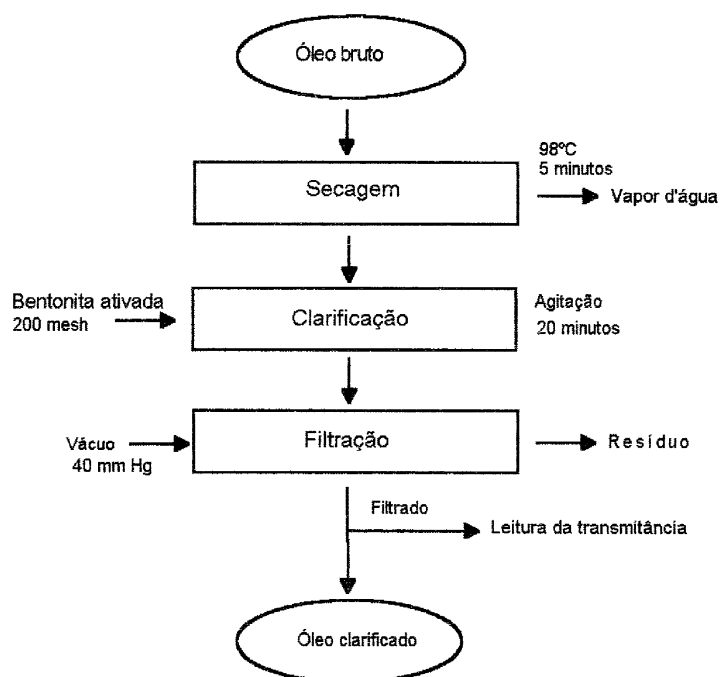 Óleo bruto
98ºC
5 minutos
Secagem
Vapor d'água
Bentonita ativada
200 mesh
Clarificação
Agitação
20 minutos
Vácuo
40 mm Hg
Filtração
Resíduo
Filtrado
Leitura da transmitância
Óleo clarificado